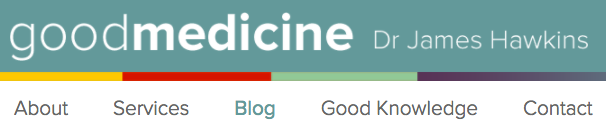 goodmedicine Dr James Hawkins
About Services Blog Good Knowledge Contact